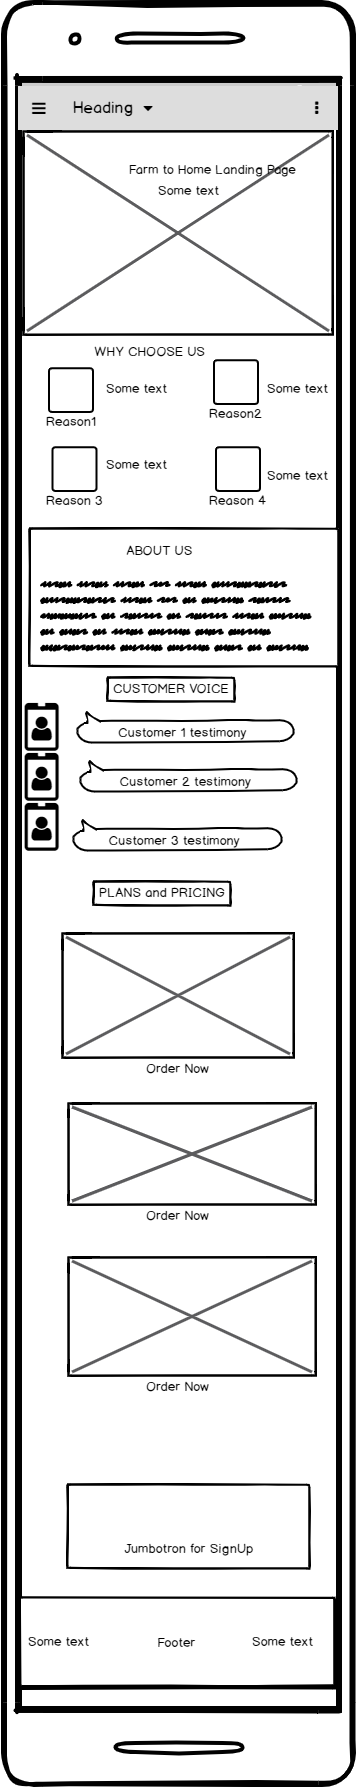 Heading
Farm to Home Landing Page
Some text
WHY CHOOSE US
Some text
Some text
Reason1
Reason2
Some text
Some text
Reason 3
Reason 4
ABOUT US
CUSTOMER VOICE
Customer 1 testimony
Customer 2 testimony
Customer 3 testimony
PLANS and PRICING
Order Now
Order Now
Order Now
Jumbotron for SignUp
Some text
Footer
Some text